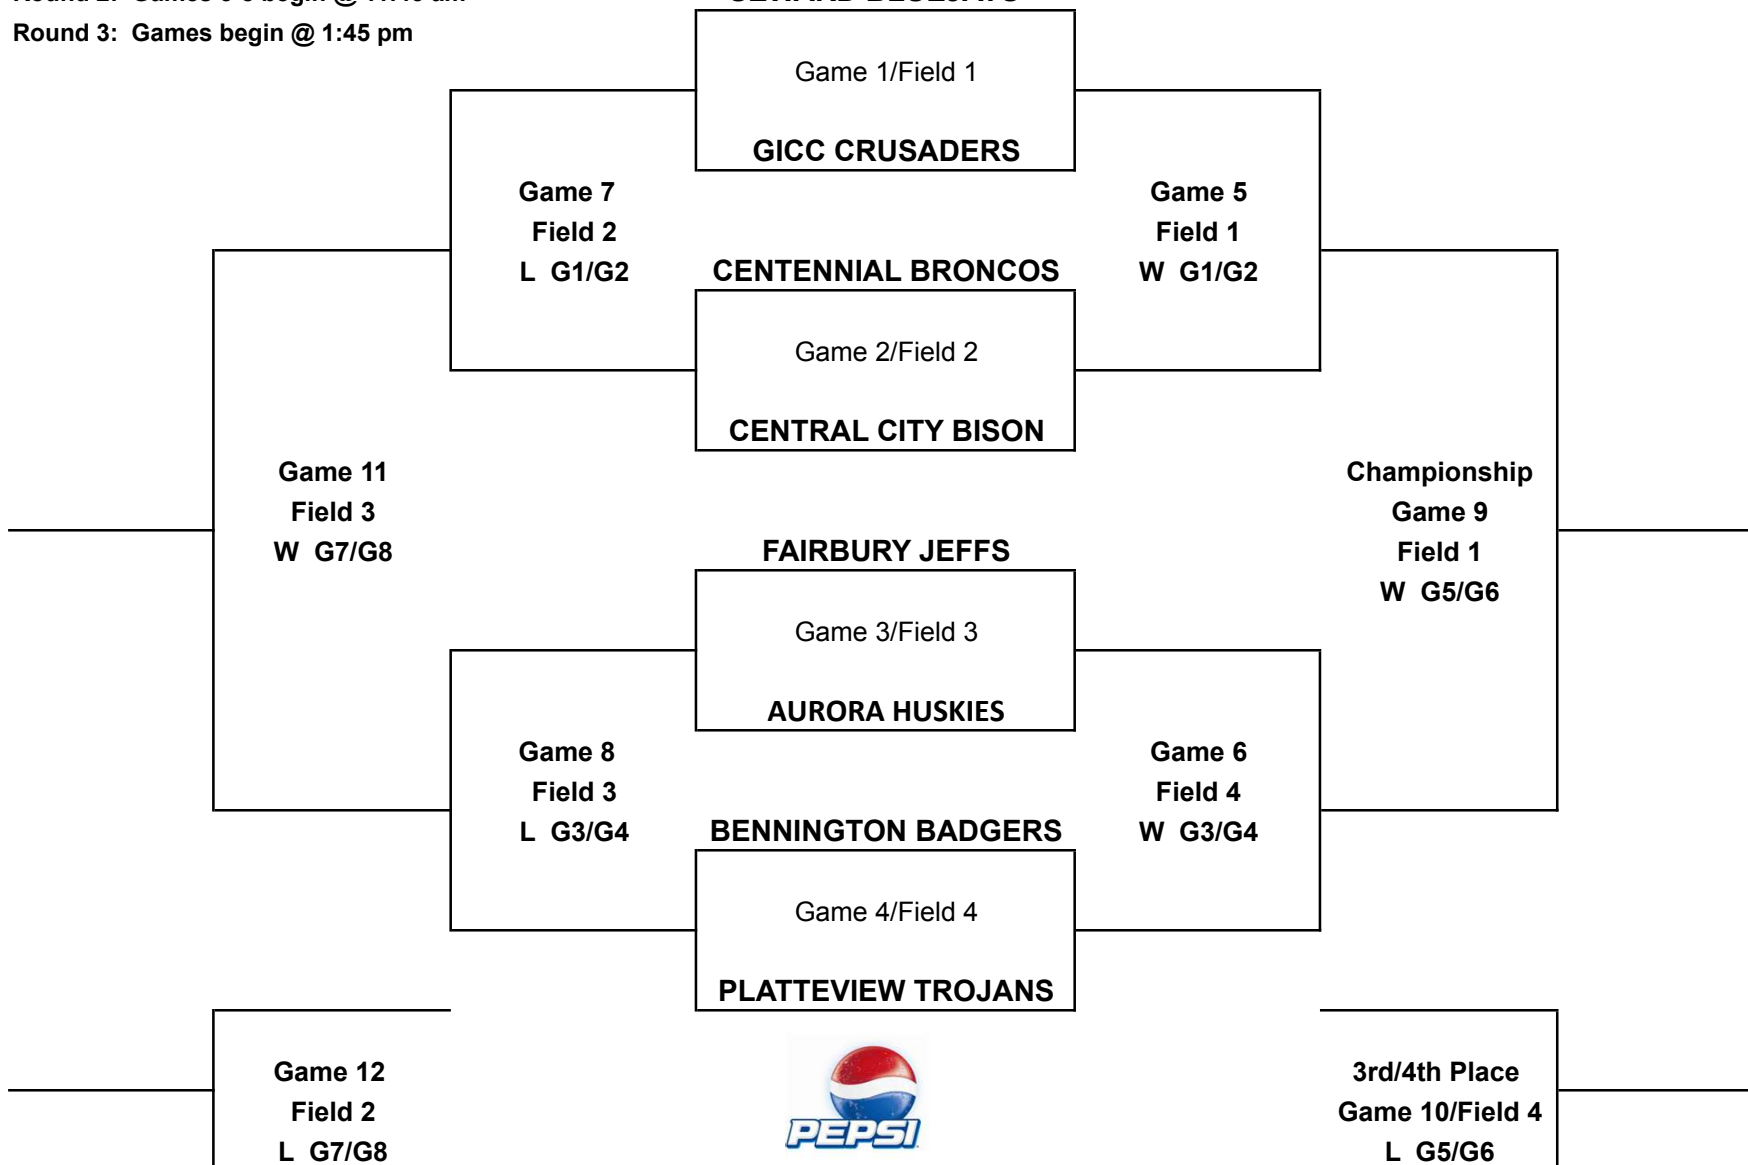 Round 3: Games begin @ 1:45 pm
Game 1/Field 1
GICC CRUSADERS
Game 7
Field 2
L G1/G2
Game 5
Field 1
W G1/G2
CENTENNIAL BRONCOS
Game 2/Field 2
CENTRAL CITY BISON
Game 11
Field 3
W G7/G8
Championship
Game 9
Field 1
W G5/G6
FAIRBURY JEFFS
Game 3/Field 3
AURORA HUSKIES
Game 8
Field 3
L G3/G4
Game 6
Field 4
W G3/G4
BENNINGTON BADGERS
Game 4/Field 4
PLATTEVIEW TROJANS
Game 12
Field 2
L G7/G8
PEPSI
3rd/4th Place
Game 10/Field 4
L G5/G6